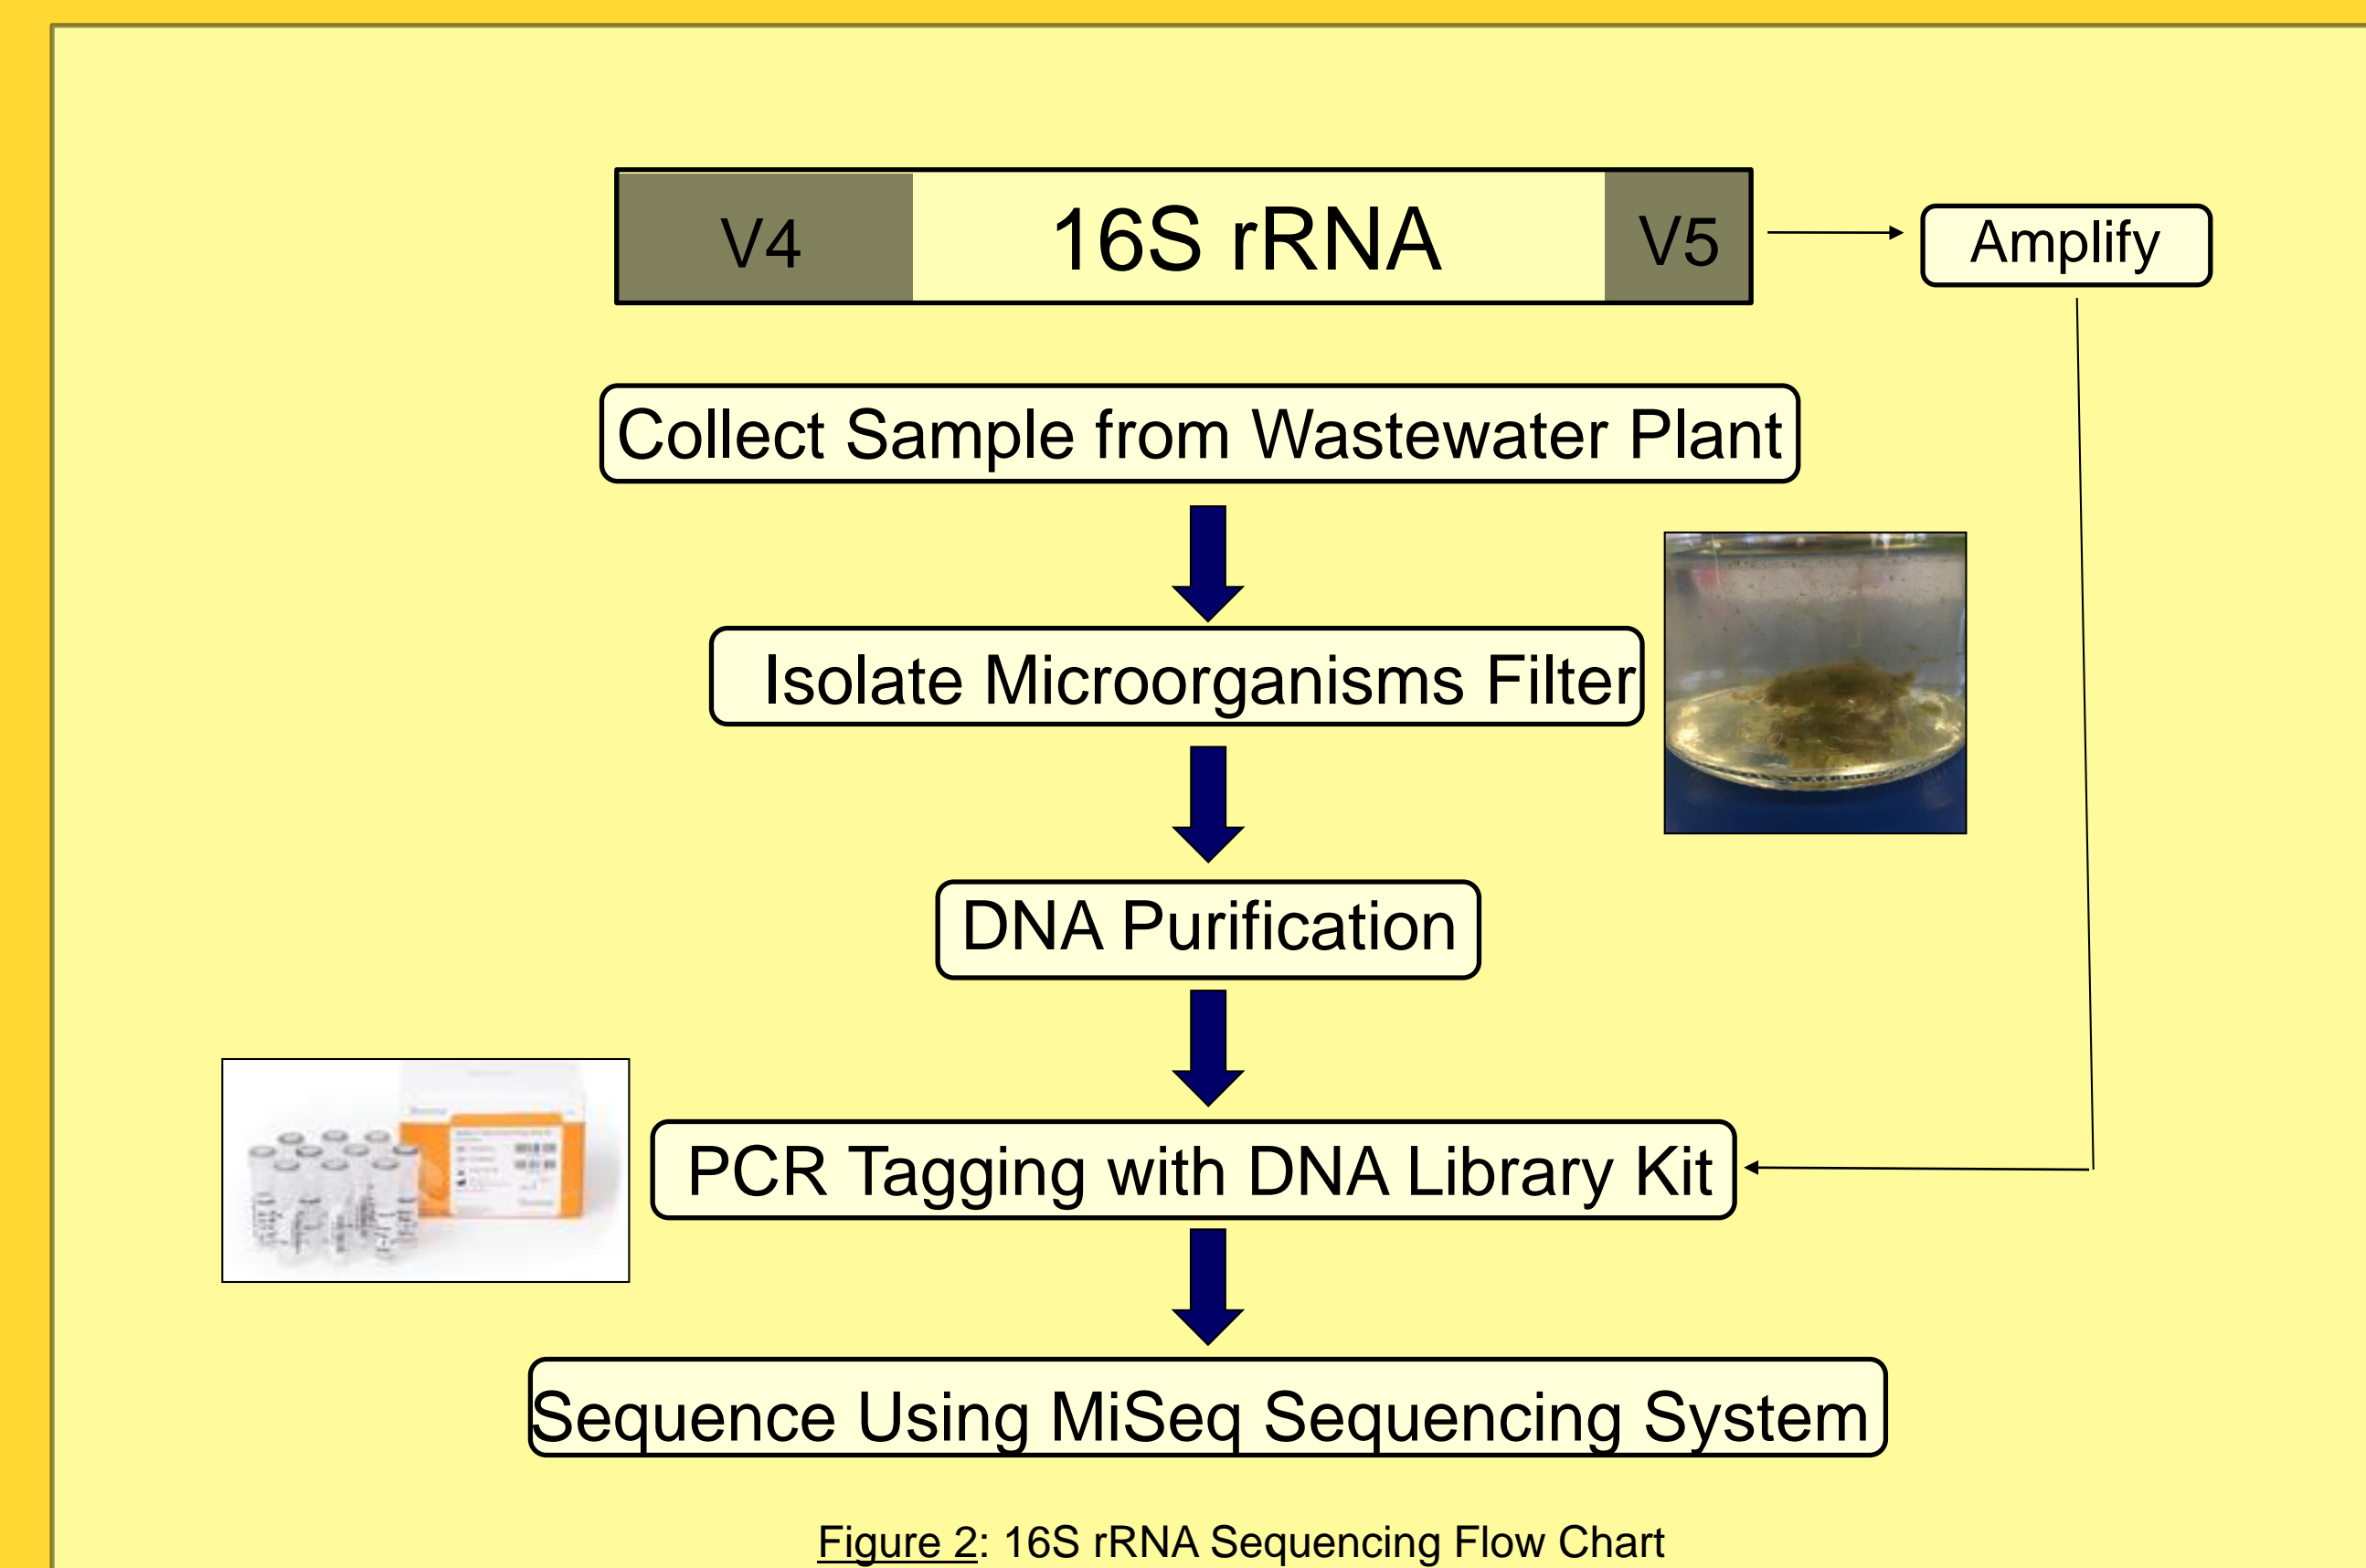 V4 16S rRNA V5 Amplify
Collect Sample from Wastewater Plant
Isolate Microorganisms Filter
DNA Purification
PCR Tagging with DNA Library Kit
Sequence Using MiSeq Sequencing System
Figure 2: 16S rRNA Sequencing Flow Chart